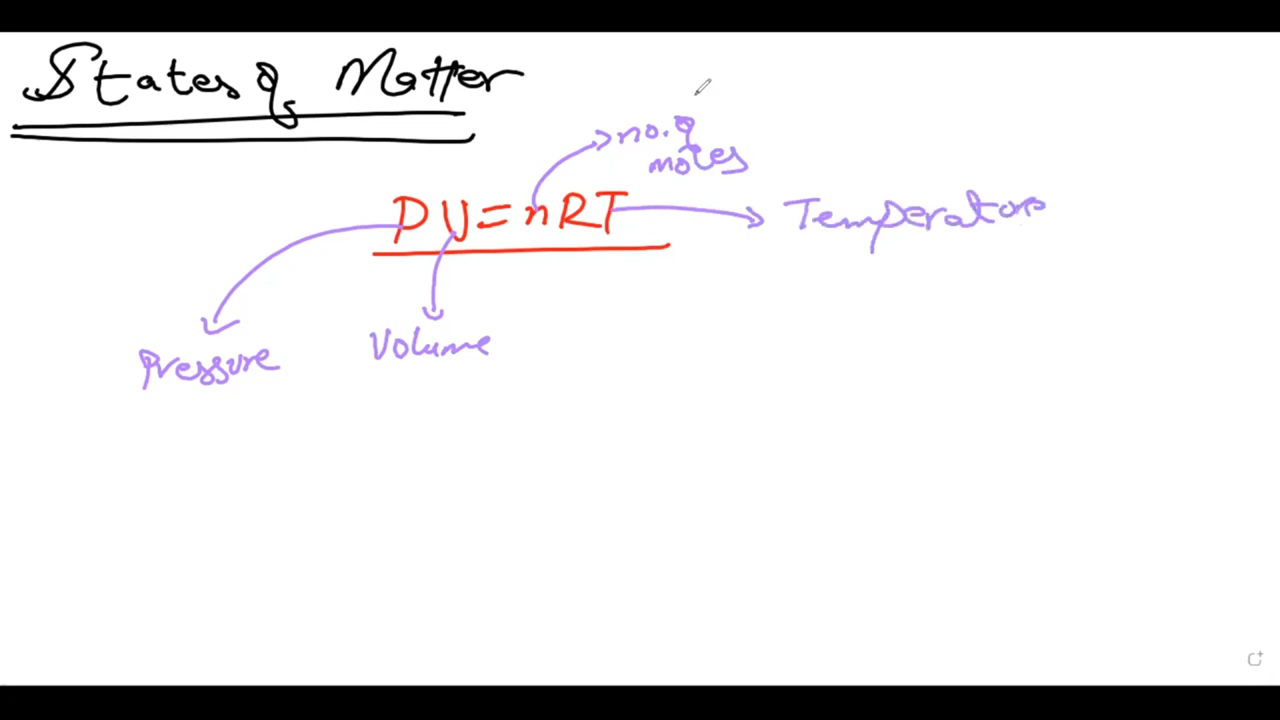 States of Matter
no. of
moles
PV = nRT
Temperature
Pressure
Volume